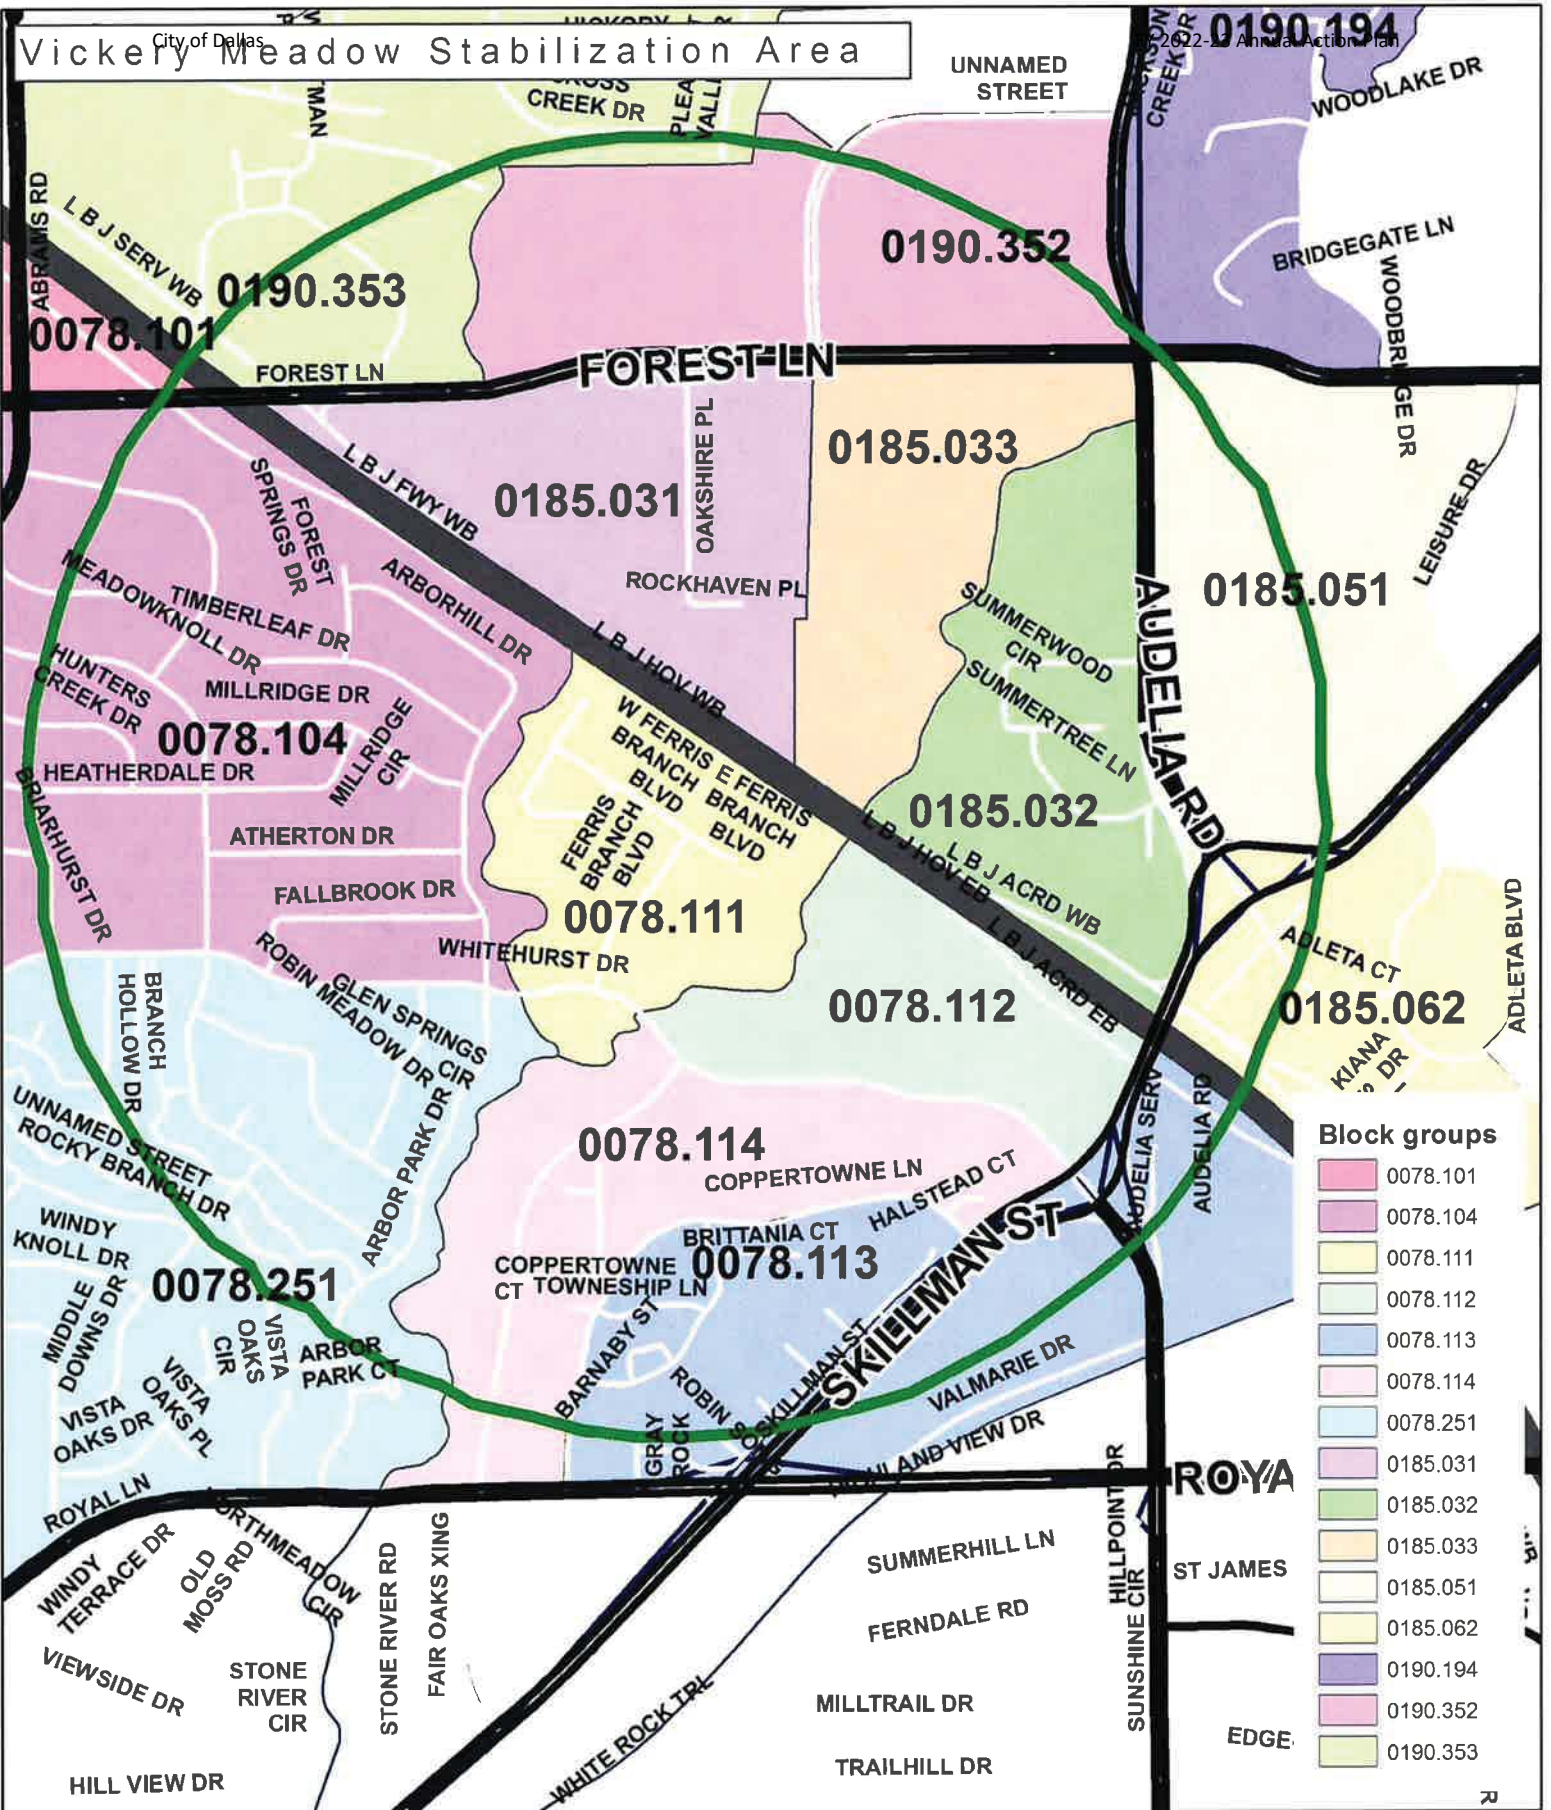 City of Dallas
FY 2022-23 Annual Action Plan
Vickery Meadow Stabilization Area
CREEK DR
UNNAMED
STREET
0190.194
CREEK
WOODLAKE DR
ABRAMS RD
L B J SERV WB
0190.353
0190.352
BRIDGEGATE LN
WOODBRIDGE DR
0078.101
FOREST LN
FOREST LN
L B J FWY WB
0185.031
OAKSHIRE PL
0185.033
LEISURE DR
FOREST
SPRINGS DR
ARBORHILL DR
ROCKHAVEN PL
0185.051
MEADOWKNOLL DR
TIMBERLEAF DR
HUNTERS
CREEK DR
MILLRIDGE DR
L B J HOV WB
SUMMERWOOD
CIR
SUMMERTREE LN
AUDELIA RD
0078.104
MILLRIDGE
CIR
HEATHERDALE DR
W FERRIS
BRANCH
BLVD
E FERRIS
BRANCH
BLVD
FERRIS
BRANCH
BLVD
0185.032
BRIARHURST DR
ATHERTON DR
FALLBROOK DR
0078.111
L B J HOV EB
L B J ACRD WB
WHITEHURST DR
L B J ACRD EB
ADLETA CT
ADLETA BLVD
BRANCH
HOLLOW DR
ROBIN MEADOW DR
GLEN SPRINGS
CIR
0078.112
0185.062
KIANA
DR
UNNAMED STREET
ROCKY BRANCH DR
ARBOR PARK DR
0078.114
COPPERTOWNE LN
HALSTEAD CT
AUDELIA SERV
AUDELIA RD
WINDY
KNOLL DR
BRITTANIA CT
0078.251
COPPERTOWNE
CT
TOWNESHIP LN
0078.113
SKILLMAN ST
MIDDLE
DOWNS DR
VISTA
OAKS
CIR
ARBOR
PARK CT
BARNABY ST
VISTA
OAKS PL
VISTA
OAKS DR
GRAY
ROCK
ROBIN
SKILLMAN ST
VALMARIE DR
HIGHLAND VIEW DR
ROYAL LN
ROYA
HILLPOINT DR
WINDY
TERRACE DR
OLD
MOSS RD
NORTHMEADOW
CIR
STONE RIVER RD
FAIR OAKS XING
SUMMERHILL LN
ST JAMES
FERNDALE RD
SUNSHINE CIR
VIEWSIDE DR
STONE
RIVER
CIR
WHITE ROCK TRL
MILLTRAIL DR
EDGE
TRAILHILL DR
HILL VIEW DR
Block groups
0078.101
0078.104
0078.111
0078.112
0078.113
0078.114
0078.251
0185.031
0185.032
0185.033
0185.051
0185.062
0190.194
0190.352
0190.353